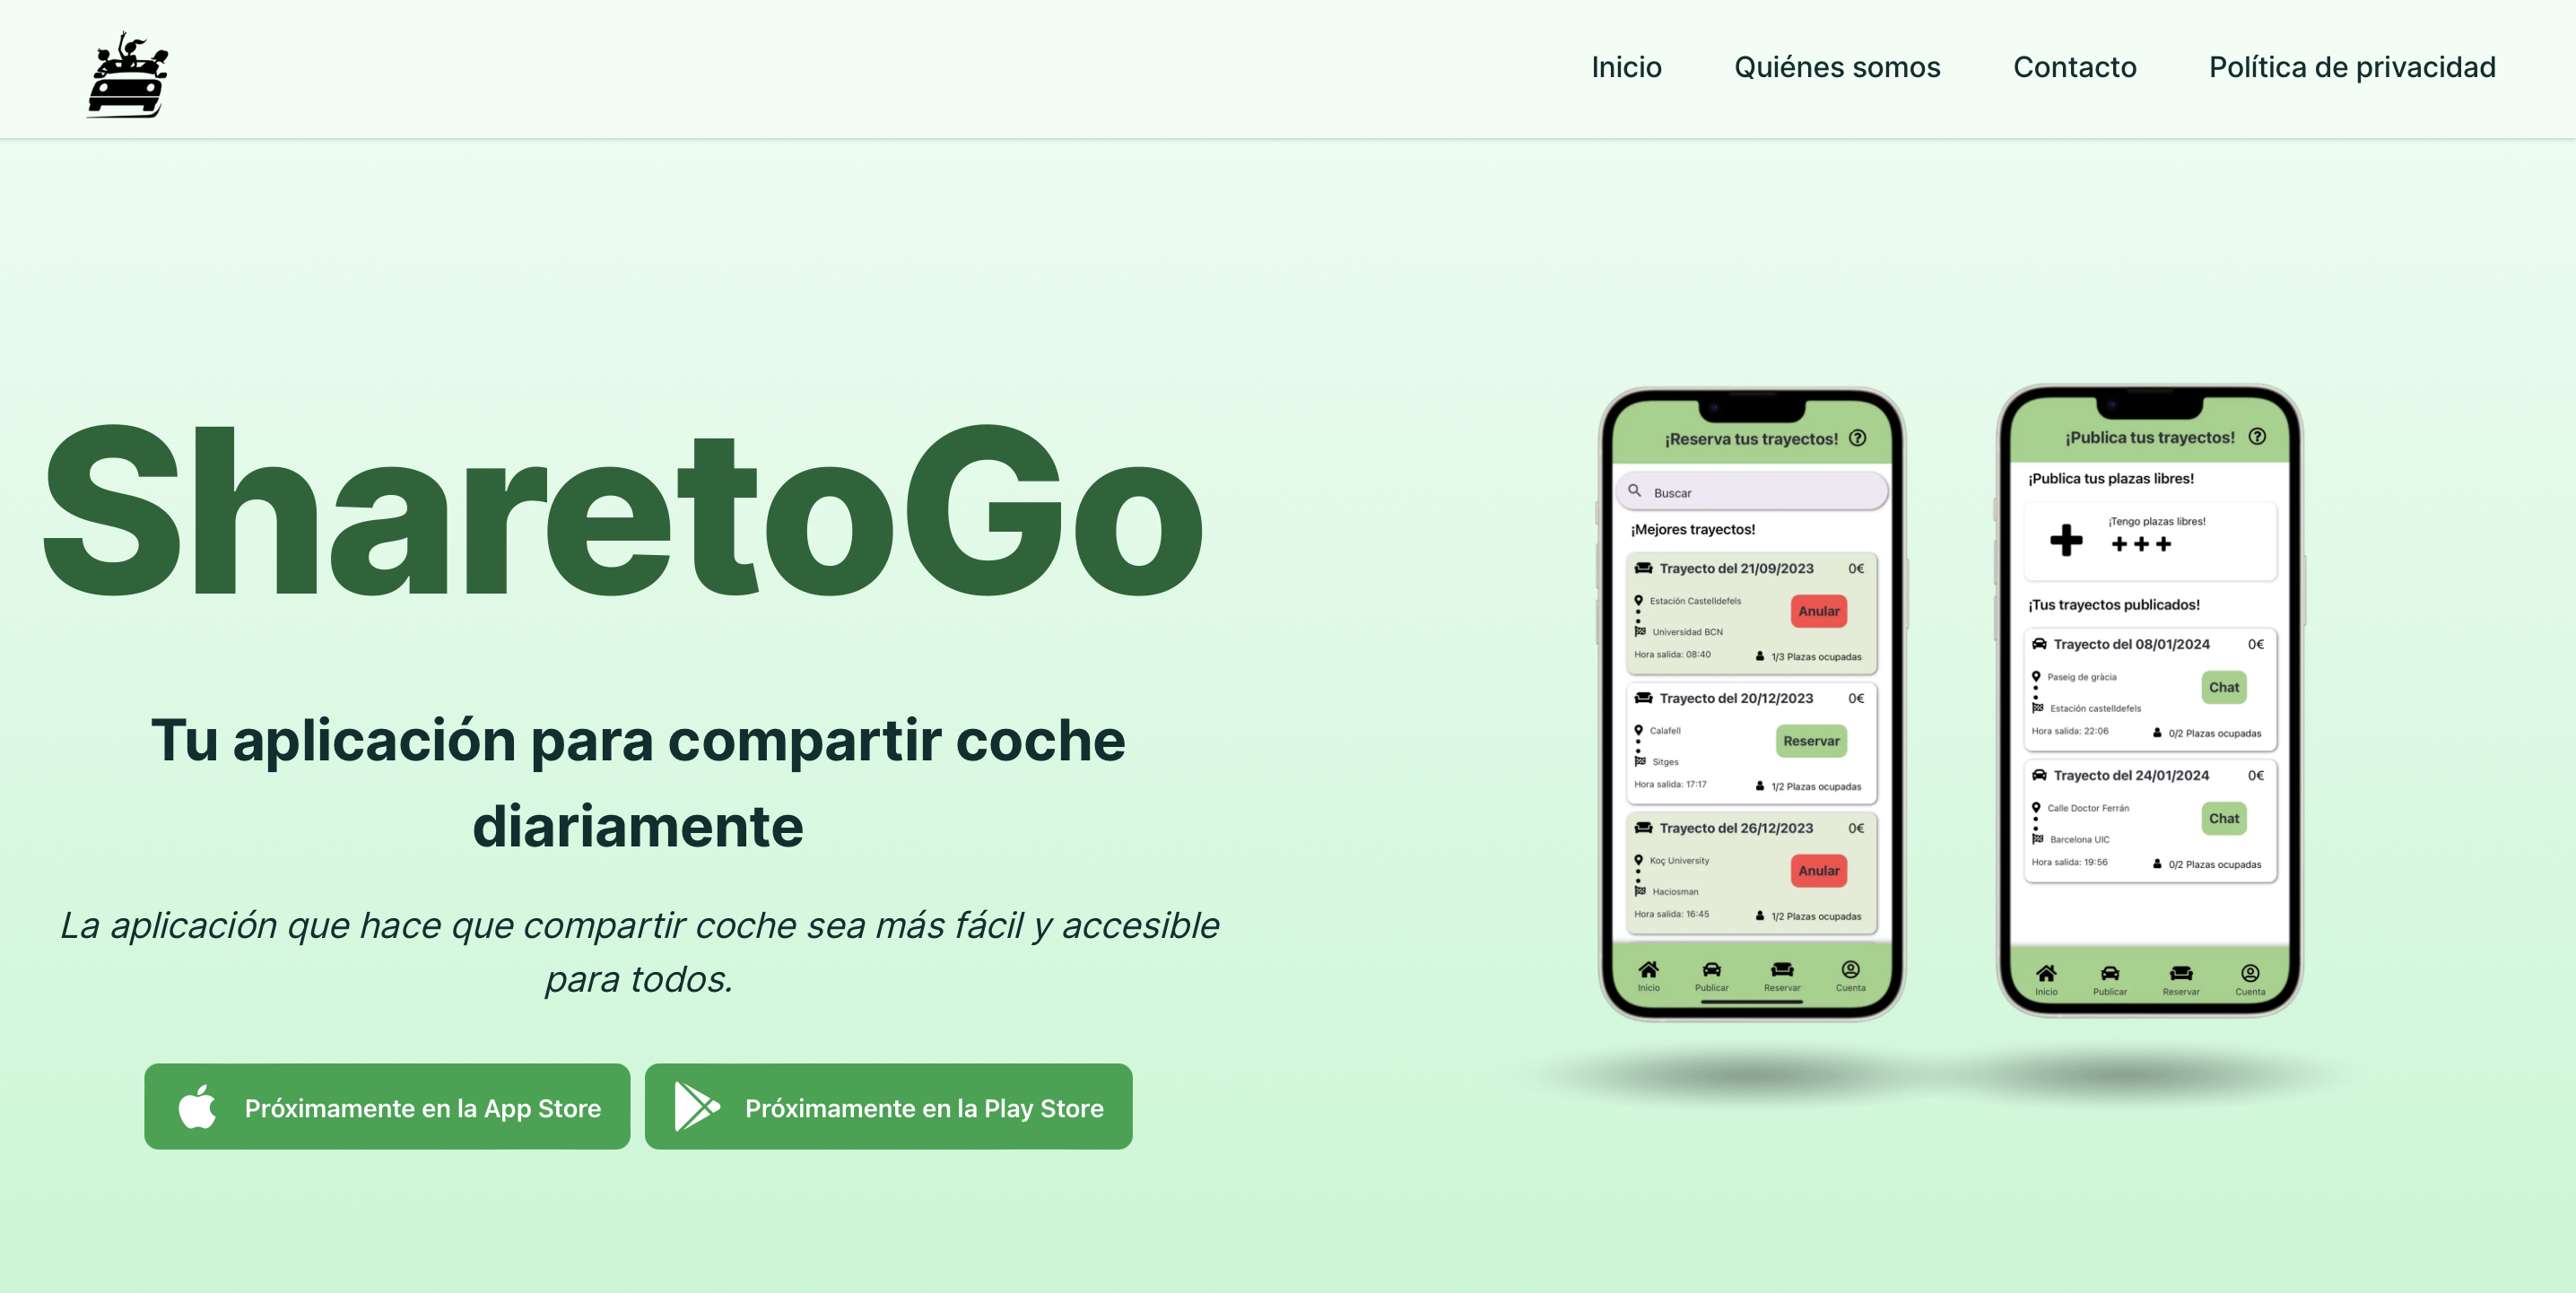 Inicio
Quiénes somos
Contacto
Política de privacidad
SharetoGo
Tu aplicación para compartir coche
diariamente
La aplicación que hace que compartir coche sea más fácil y accesible
para todos.
Próximamente en la App Store
Próximamente en la Play Store
¡Reserva tus trayectos!
Buscar
¡Mejores trayectos!
Trayecto del 21/09/2023 0€
Estación Castelldefels
Anular
Universidad BCN
Hora salida: 08:40 1/3 Plazas ocupadas
Trayecto del 20/12/2023 0€
Calafell
Reservar
Sitges
Hora salida: 17:17 1/2 Plazas ocupadas
Trayecto del 26/12/2023 0€
Koç University
Anular
Haciosman
Hora salida: 16:45 1/2 Plazas ocupadas
Inicio Publicar Reservar Cuenta
¡Publica tus trayectos!
¡Publica tus plazas libres!
¡Tengo plazas libres!
¡Tus trayectos publicados!
Trayecto del 08/01/2024 0€
Paseig de gràcia
Chat
Estación castelldefels
Hora salida: 22:06 0/2 Plazas ocupadas
Trayecto del 24/01/2024 0€
Calle Doctor Ferrán
Chat
Barcelona UIC
Hora salida: 19:56 0/2 Plazas ocupadas
Inicio Publicar Reservar Cuenta